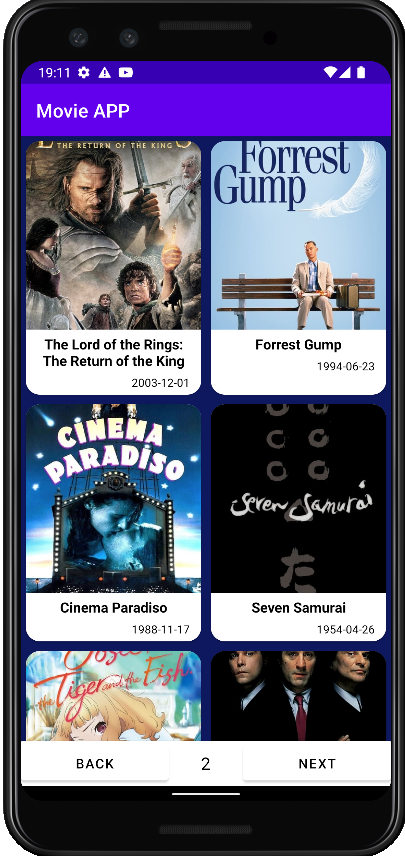 19:11
Movie APP
THE RETURN OF THE KING
Forrest
Gump
The Lord of the Rings:
The Return of the King
2003-12-01
Forrest Gump
1994-06-23
CINEMA
PARADISO
Seven Samurai
た
Cinema Paradiso
1988-11-17
Seven Samurai
1954-04-26
the Tiger and the Fish
BACK
2
NEXT